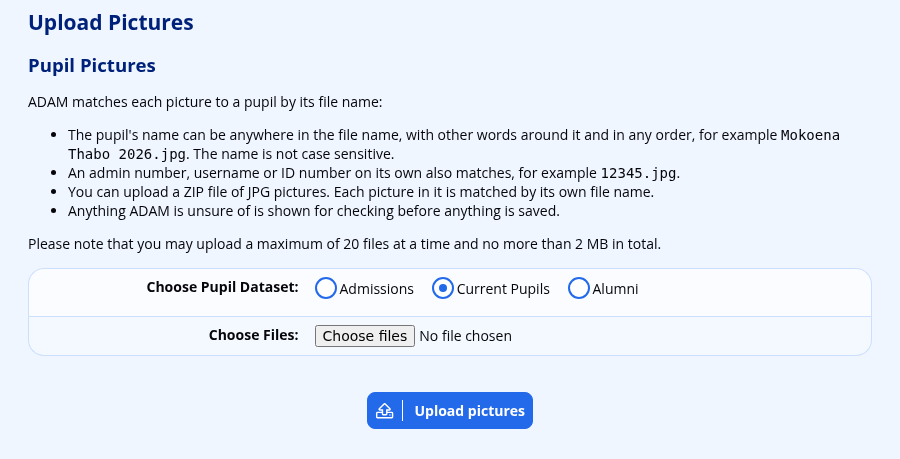 Upload Pictures
Pupil Pictures
ADAM matches each picture to a pupil by its file name:
• The pupil's name can be anywhere in the file name, with other words around it and in any order, for example Mokoena
Thabo 2026.jpg. The name is not case sensitive.
• An admin number, username or ID number on its own also matches, for example 12345.jpg.
• You can upload a ZIP file of JPG pictures. Each picture in it is matched by its own file name.
• Anything ADAM is unsure of is shown for checking before anything is saved.
Please note that you may upload a maximum of 20 files at a time and no more than 2 MB in total.
Choose Pupil Dataset: Admissions Current Pupils Alumni
Choose Files: Choose files No file chosen
Upload pictures